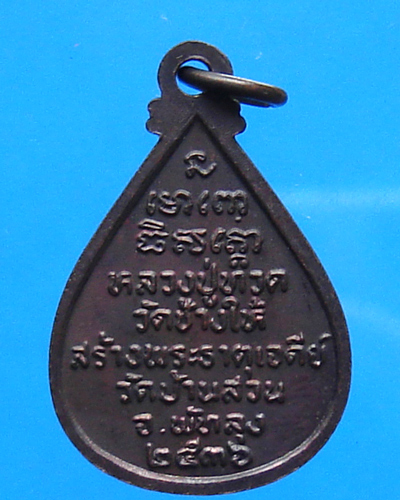 หลวงปู่ทวด
วัดช้างให้
สร้างพระธาตุเจดีย์
วัดบ้านสวน
จ.พัทลุง
๒๕๓๖